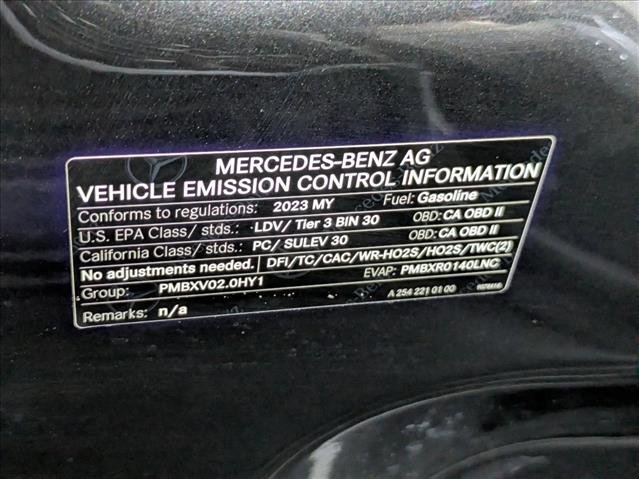 MERCEDES-BENZ AG
VEHICLE EMISSION CONTROL INFORMATION
Conforms to regulations: 2023 MY Fuel: Gasoline
U.S. EPA Class/ stds.: LDV/ Tier 3 BIN 30 OBD: CA OBD II
California Class/ stds.: PC/ SULEV 30 OBD: CA OBD II
No adjustments needed. DFI/TC/CAC/WR-HO2S/HO2S/TWC(2)
Group: PMBXV02.0HY1 EVAP: PMBXR0140LNC
Remarks: n/a A 254 221 01 00